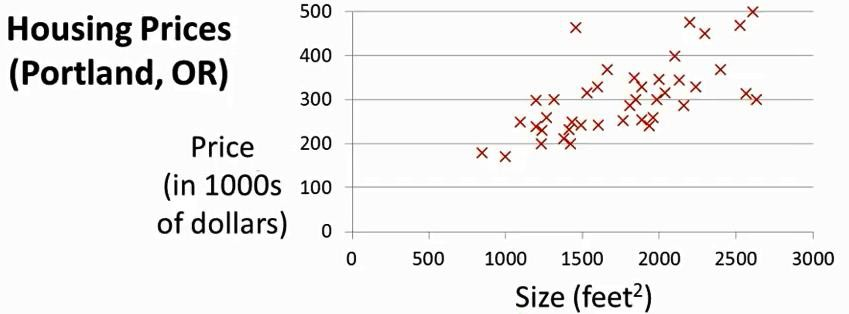 Housing Prices
(Portland, OR)
Price
(in 1000s
of dollars)
500
400
300
200
100
0
0 500 1000 1500 2000 2500 3000
Size (feet²)